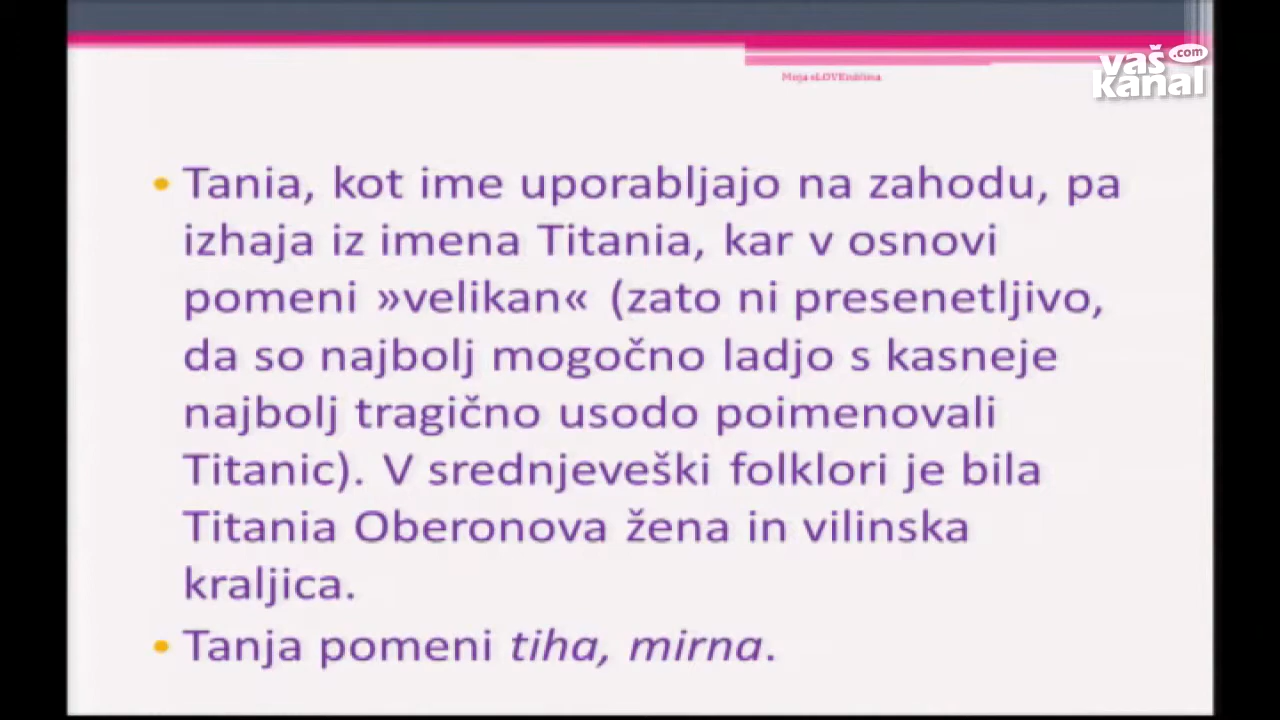 vaš
.com
kanal
Moja sLOVEnščina
• Tania, kot ime uporabljajo na zahodu, pa
izhaja iz imena Titania, kar v osnovi
pomeni »velikan« (zato ni presenetljivo,
da so najbolj mogočno ladjo s kasneje
najbolj tragično usodo poimenovali
Titanic). V srednjeveški folklori je bila
Titania Oberonova žena in vilinska
kraljica.
• Tanja pomeni tiha, mirna.